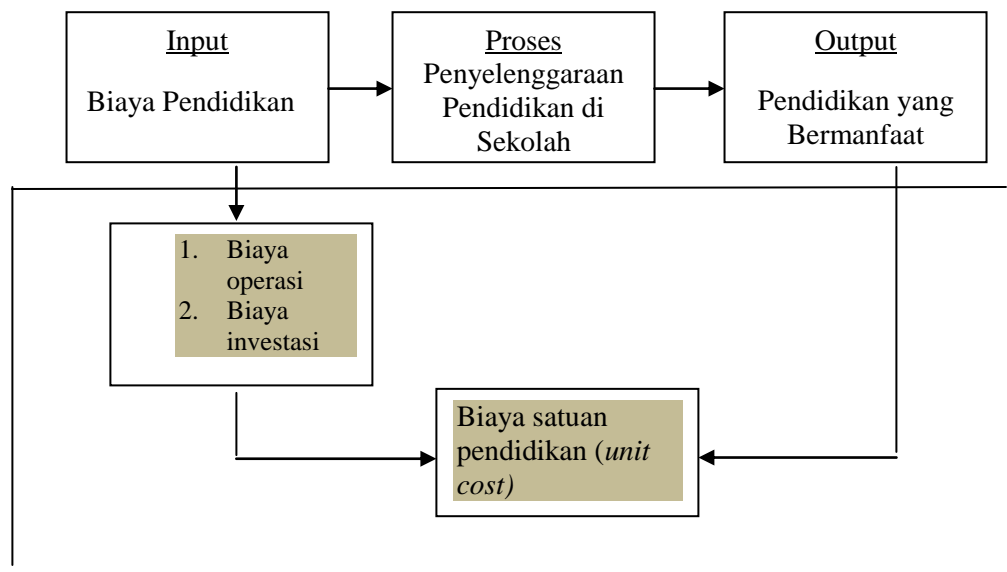 Input
Biaya Pendidikan
Proses
Penyelenggaraan
Pendidikan di
Sekolah
Output
Pendidikan yang
Bermanfaat
1. Biaya
operasi
2. Biaya
investasi
Biaya satuan
pendidikan (unit
cost)